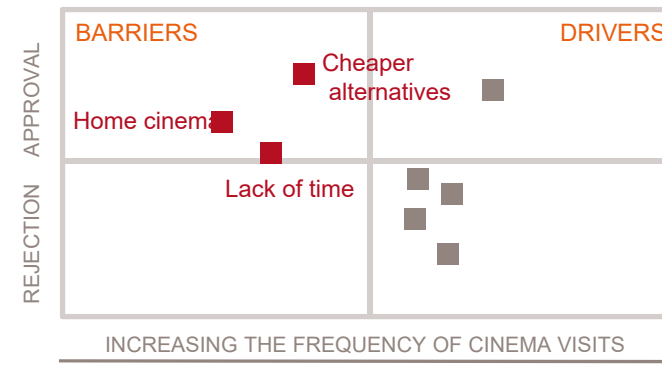 BARRIERS
DRIVERS
Cheaper
alternatives
Home cinema
Lack of time
APPROVAL
REJECTION
INCREASING THE FREQUENCY OF CINEMA VISITS